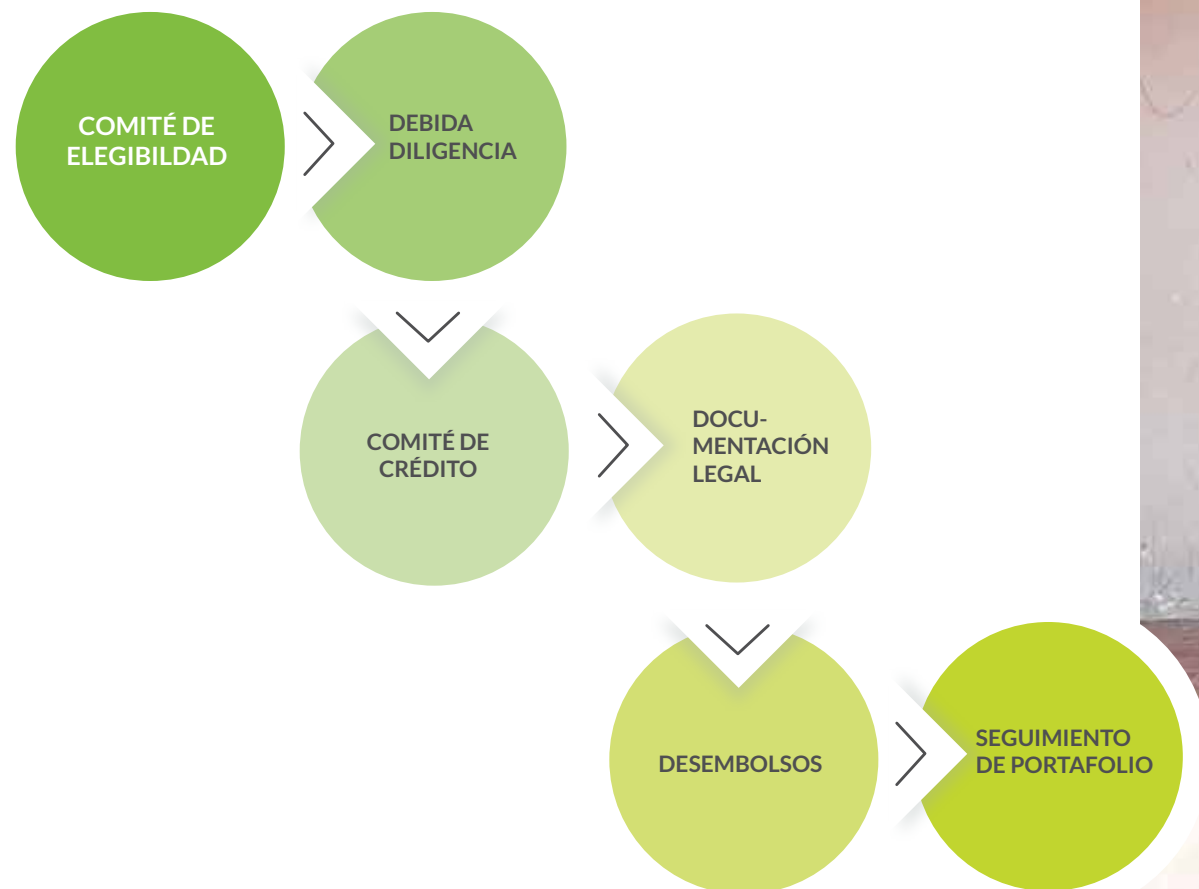 COMITÉ DE
ELEGIBILDAD
DEBIDA
DILIGENCIA
COMITÉ DE
CRÉDITO
DOCU-
MENTACIÓN
LEGAL
DESEMBOLSOS
SEGUIMIENTO
DE PORTAFOLIO